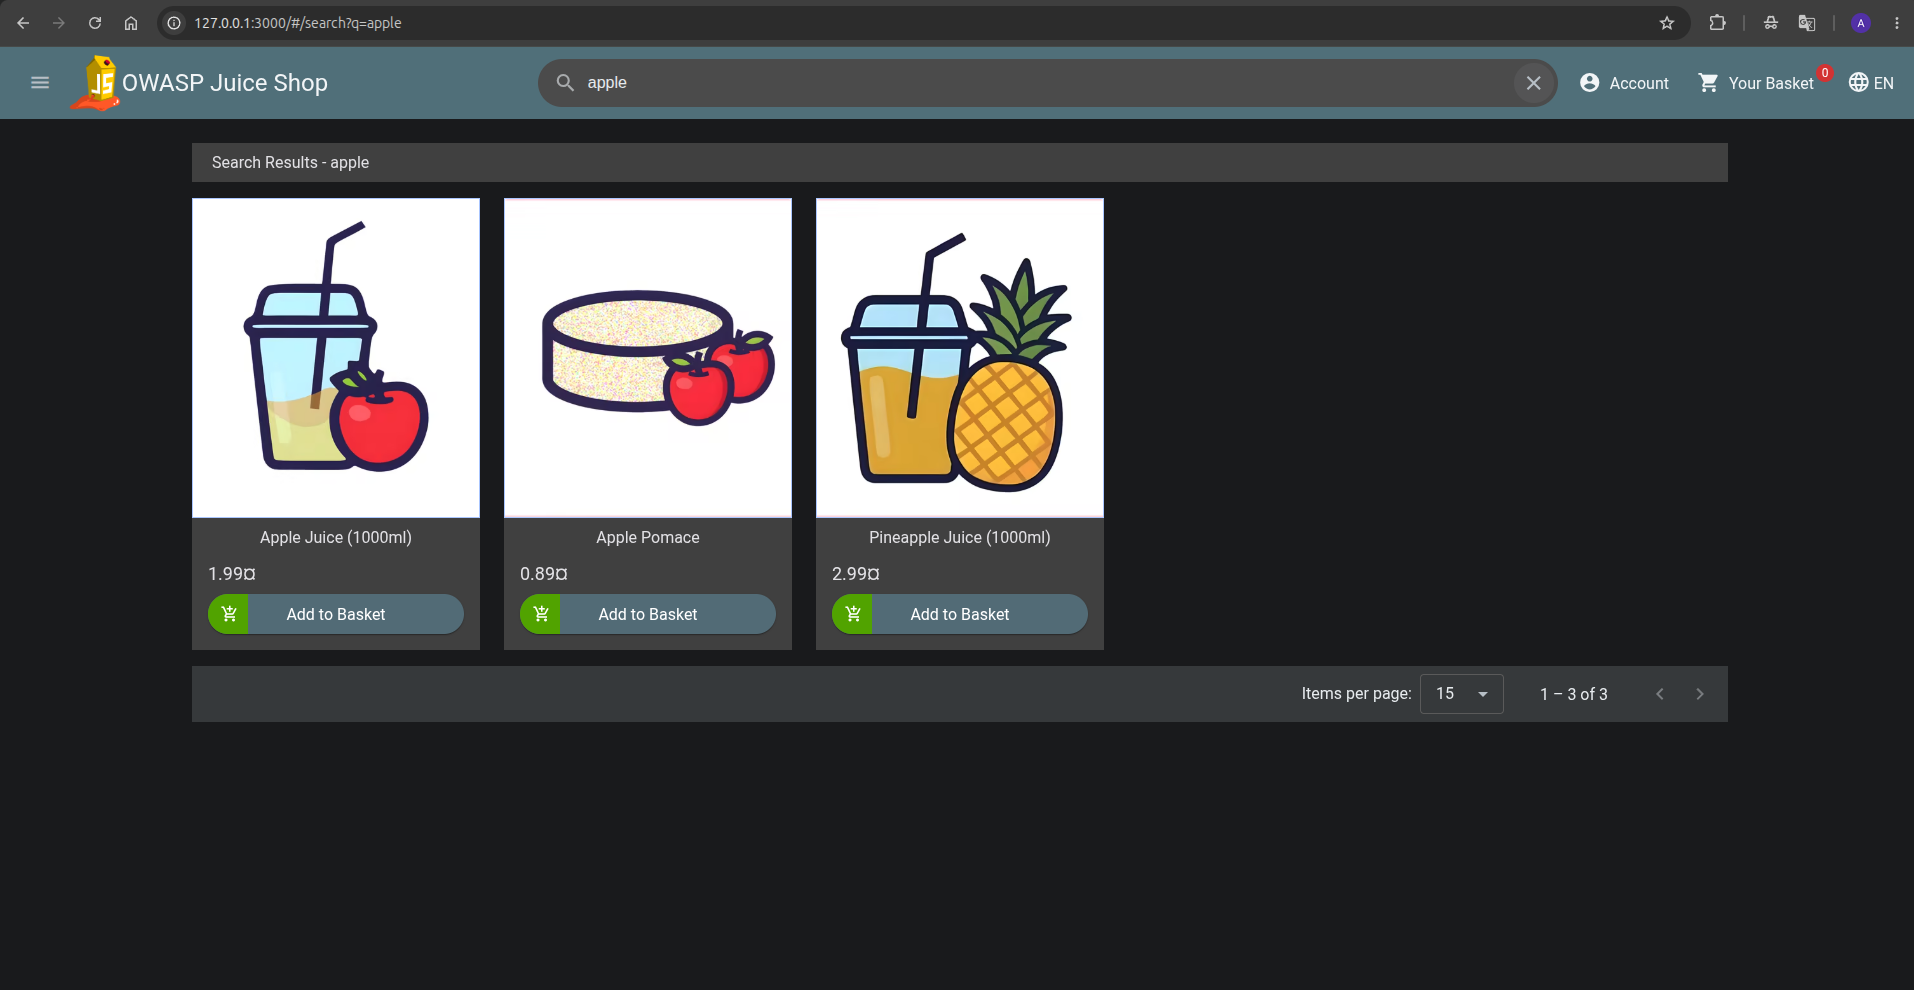 127.0.0.1:3000/#/search?q=apple
A
JS
OWASP Juice Shop
apple
Account
Your Basket
0
EN
Search Results - apple
Apple Juice (1000ml)
Apple Pomace
Pineapple Juice (1000ml)
1.99¤
0.89¤
2.99¤
Add to Basket
Add to Basket
Add to Basket
Items per page:
15
1 – 3 of 3